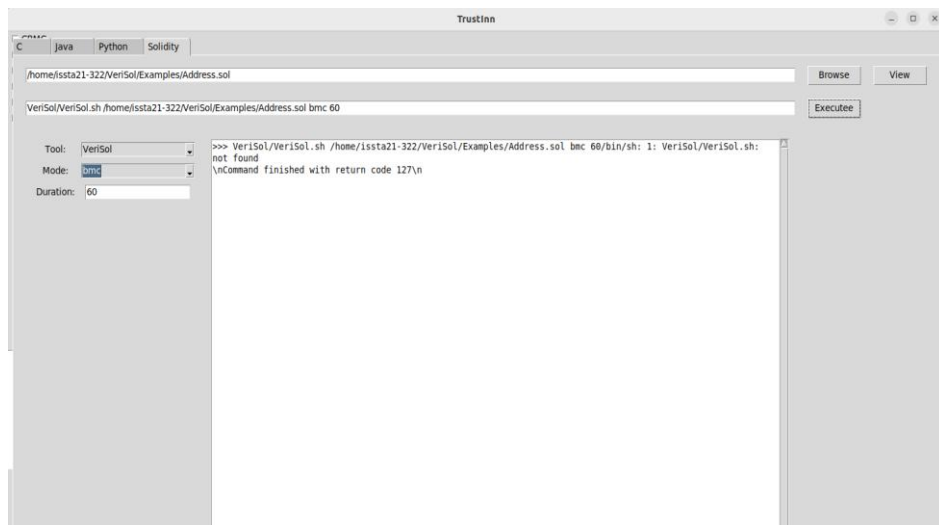 TrustInn
C Java Python Solidity
/home/issta21-322/VeriSol/Examples/Address.sol
Browse View
VeriSol/VeriSol.sh /home/issta21-322/VeriSol/Examples/Address.sol bmc 60
Executee
Tool: VeriSol
Mode: bmc
Duration: 60
>>> VeriSol/VeriSol.sh /home/issta21-322/VeriSol/Examples/Address.sol bmc 60/bin/sh: 1: VeriSol/VeriSol.sh:
not found
\nCommand finished with return code 127\n